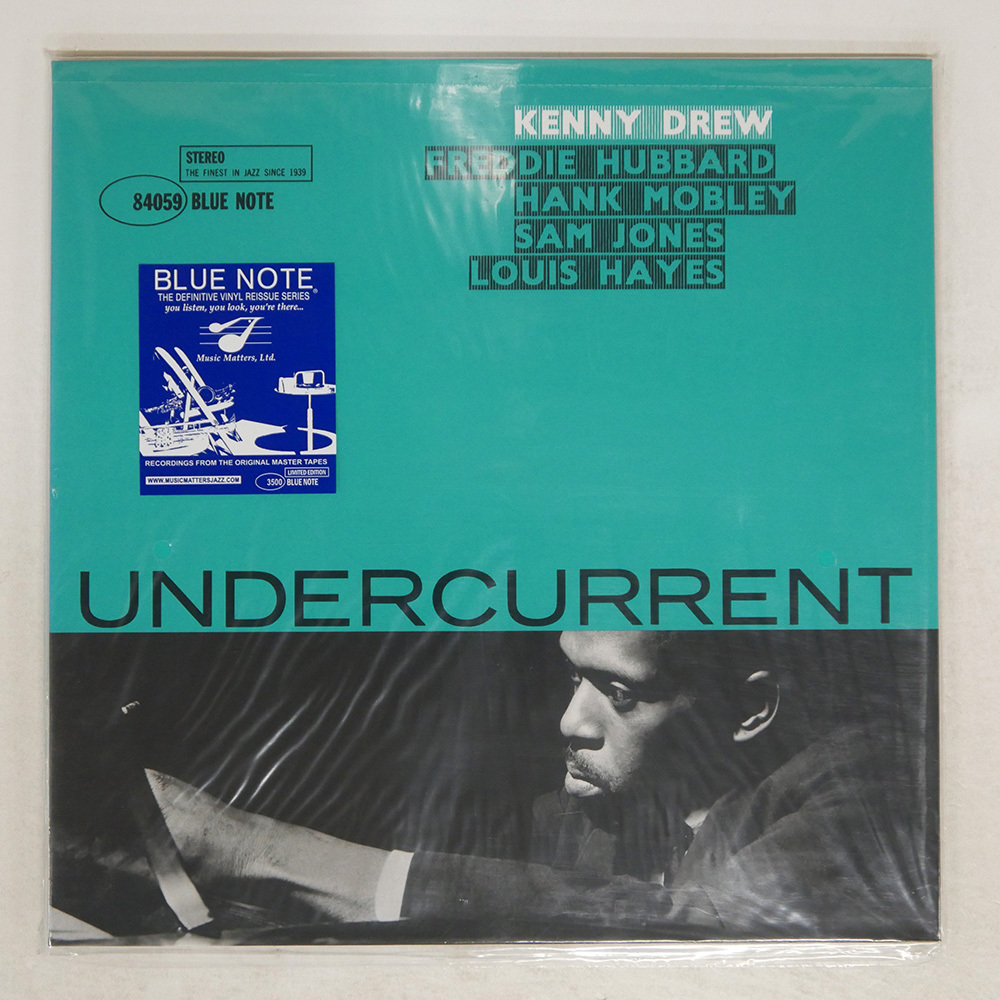 KENNY DREW
FREDDIE HUBBARD
HANK MOBLEY
SAM JONES
LOUIS HAYES
STEREO
THE FINEST IN JAZZ SINCE 1939
84059 BLUE NOTE
BLUE NOTE®
THE DEFINITIVE VINYL REISSUE SERIES
you listen, you look, you're there...
Music Matters, Ltd.
RECORDINGS FROM THE ORIGINAL MASTER TAPES
WWW.MUSICMATTERSJAZZ.COM
LIMITED EDITION
3500 BLUE NOTE
UNDERCURRENT